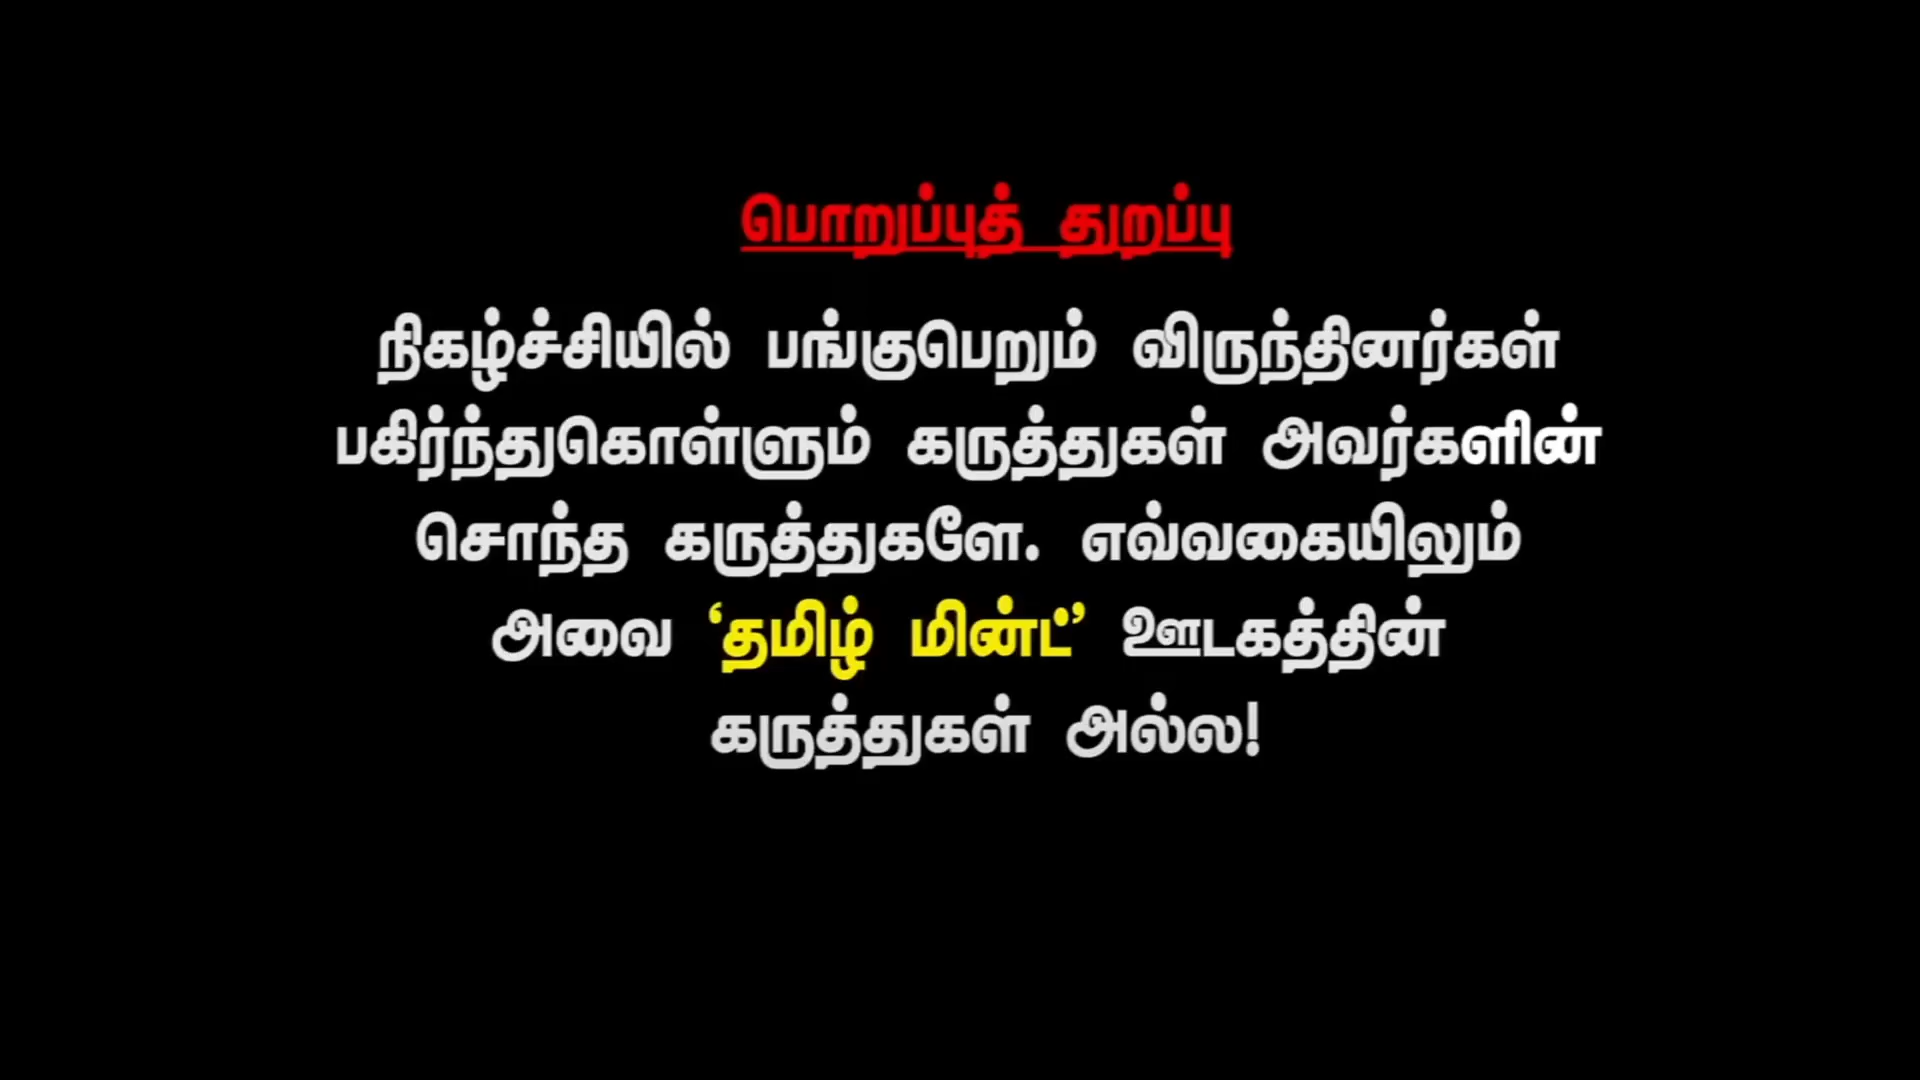 பொறுப்புத் துறப்பு
நிகழ்ச்சியில் பங்குபெறும் விருந்தினர்கள்
பகிர்ந்துகொள்ளும் கருத்துகள் அவர்களின்
சொந்த கருத்துகளே. எவ்வகையிலும்
அவை ‘தமிழ் மின்ட்’ ஊடகத்தின்
கருத்துகள் அல்ல!